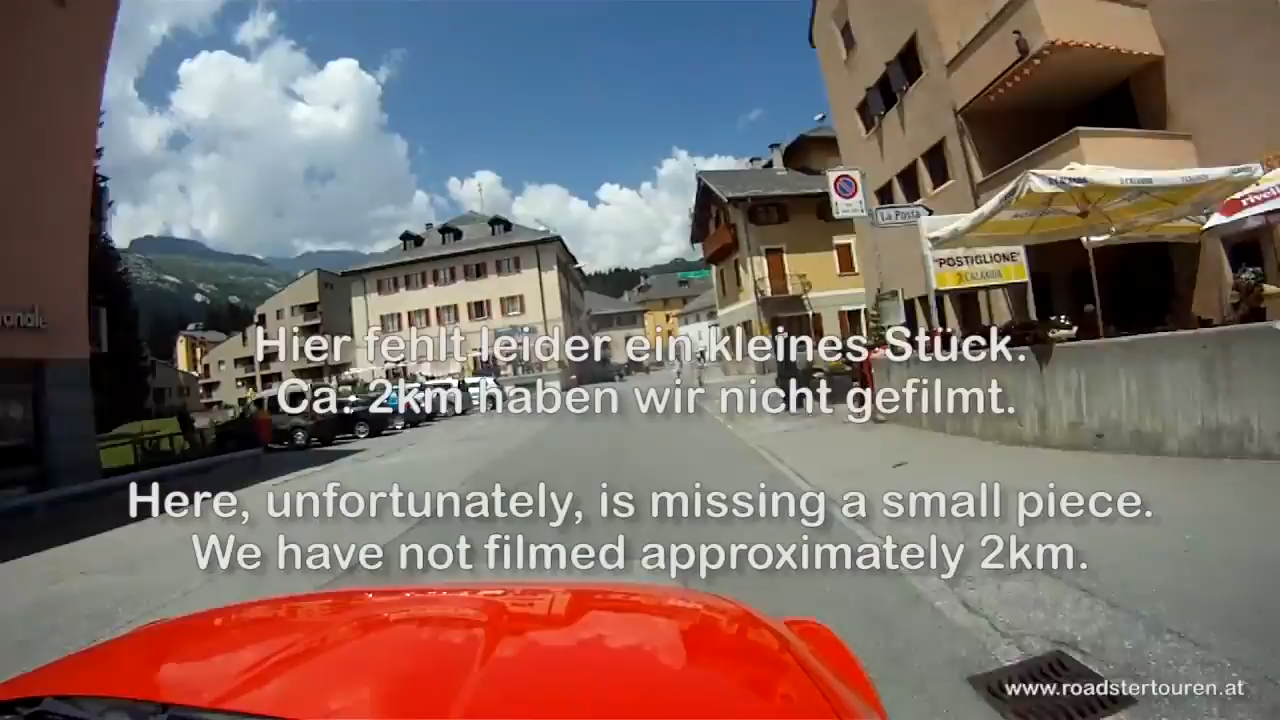 La Posta
"POSTIGLIONE"
CALANDA
Hier fehlt leider ein kleines Stück.
Ca. 2km haben wir nicht gefilmt.
Here, unfortunately, is missing a small piece.
We have not filmed approximately 2km.
www.roadstertouren.at